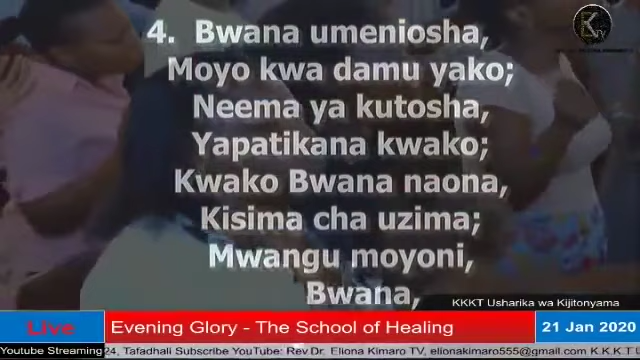 4. Bwana umeniosha,
Moyo kwa damu yako;
Neema ya kutosha,
Yapatikana kwako;
Kwako Bwana naona,
Kisima cha uzima;
Mwangu moyoni,
Bwana,
KKKT Usharika wa Kijitonyama
Live Evening Glory - The School of Healing 21 Jan 2020
Youtube Streaming 24, Tafadhali Subscribe YouTube: Rev Dr. Eliona Kimaro TV, elionakimaro555@gmail.com K.K.K.T